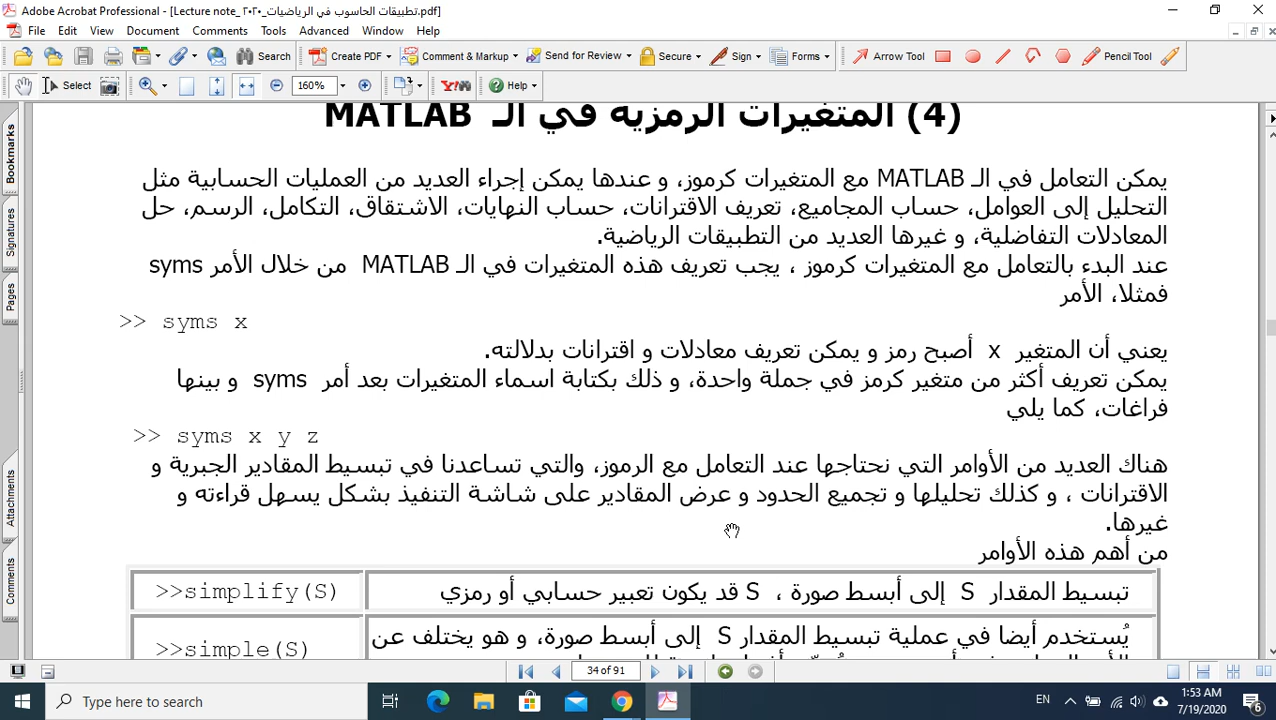 Adobe Acrobat Professional - [Lecture note_ ٢٠٢٠_تطبيقات الحاسوب في الرياضيات.pdf]
File Edit View Document Comments Tools Advanced Window Help
Search Create PDF Comment & Markup Send for Review Secure Sign Forms Arrow Tool Pencil Tool
Select 160% Y! Help
Bookmarks
Signatures
Pages
Attachments
Comments
(4) المتغيرات الرمزية في الـ MATLAB
يمكن التعامل في الـ MATLAB مع المتغيرات كرموز، و عندها يمكن إجراء العديد من العمليات الحسابية مثل
التحليل إلى العوامل، حساب المجاميع، تعريف الاقترانات، حساب النهايات، الاشتقاق، التكامل، الرسم، حل
المعادلات التفاضلية، و غيرها العديد من التطبيقات الرياضية.
عند البدء بالتعامل مع المتغيرات كرموز ، يجب تعريف هذه المتغيرات في الـ MATLAB من خلال الأمر syms
فمثلا، الأمر
>> syms x
يعني أن المتغير x أصبح رمز و يمكن تعريف معادلات و اقترانات بدلالته.
يمكن تعريف أكثر من متغير كرمز في جملة واحدة، و ذلك بكتابة اسماء المتغيرات بعد أمر syms و بينها
فراغات، كما يلي
>> syms x y z
هناك العديد من الأوامر التي نحتاجها عند التعامل مع الرموز، والتي تساعدنا في تبسيط المقادير الجبرية و
الاقترانات ، و كذلك تحليلها و تجميع الحدود و عرض المقادير على شاشة التنفيذ بشكل يسهل قراءته و
غيرها.
من أهم هذه الأوامر
تبسيط المقدار S إلى أبسط صورة ، S قد يكون تعبير حسابي أو رمزي
>>simplify(S)
يُستخدم أيضا في عملية تبسيط المقدار S إلى أبسط صورة، و هو يختلف عن
>>simple(S)
34 of 91
Type here to search
EN
1:53 AM
7/19/2020
6